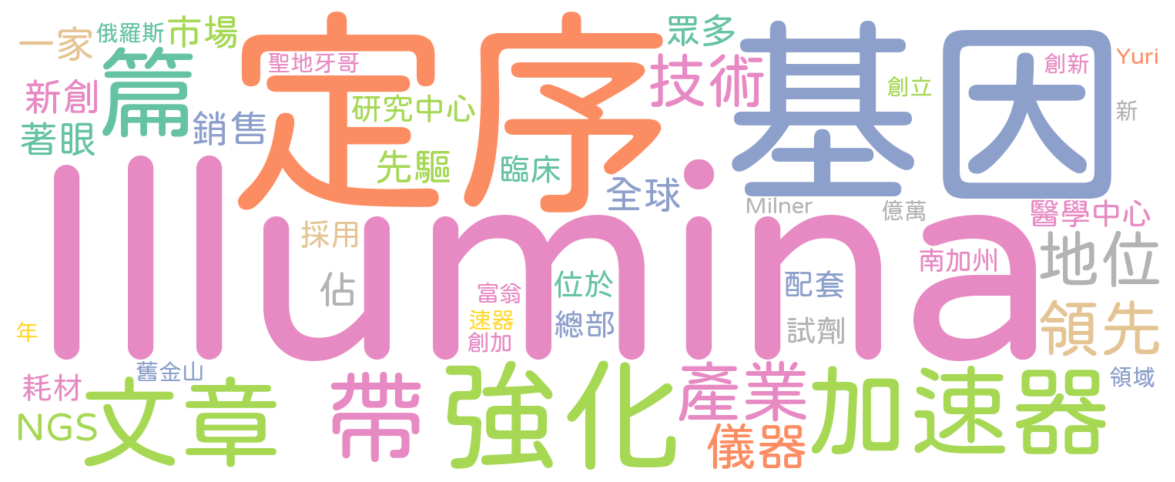 一家
俄羅斯
市場
定序
眾多
基因
Yuri
聖地牙哥
技術
創新
新創
篇
研究中心
創立
新
著眼
銷售
先驅
臨床
全球
Illumina
Milner
億萬
醫學中心
採用
地位
南加州
佔
富翁
位於
配套
年
速器
創加
總部
試劑
領先
舊金山
耗材
文章
帶
強化
產業
加速器
領域
NGS
儀器